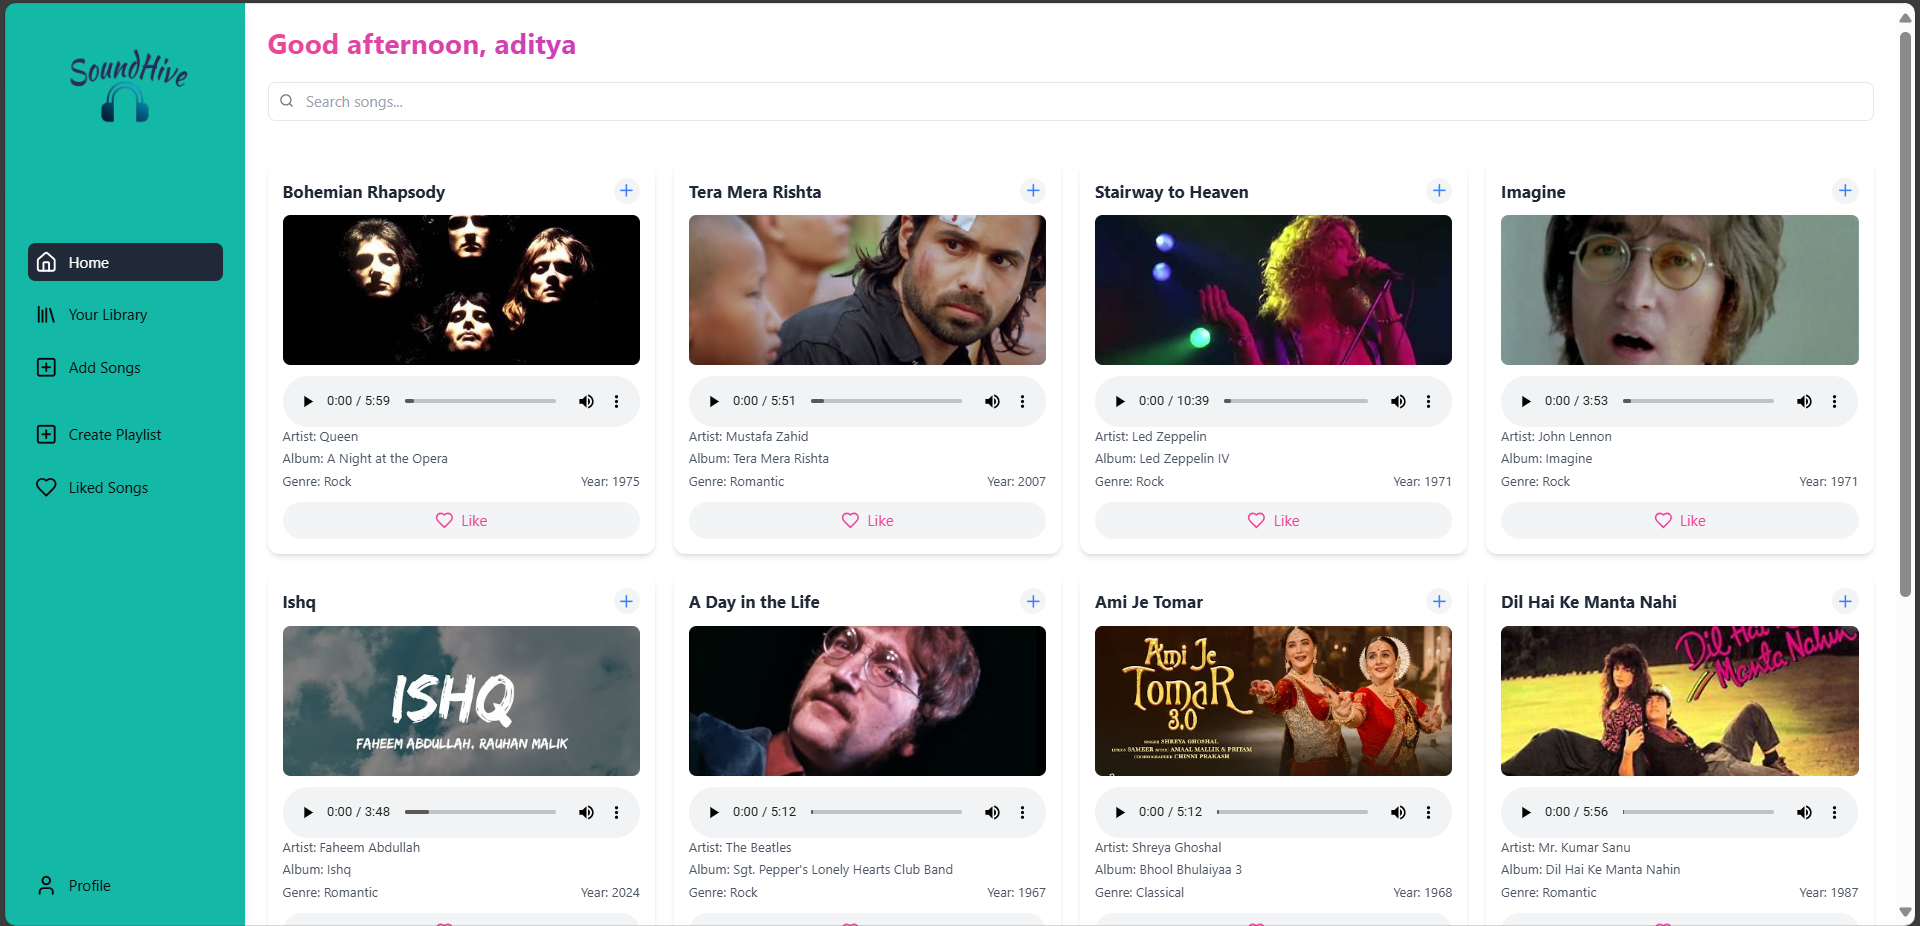 SoundHive
Home
Your Library
Add Songs
Create Playlist
Liked Songs
Profile
Good afternoon, aditya
Search songs...
Bohemian Rhapsody
0:00 / 5:59
Artist: Queen
Album: A Night at the Opera
Genre: Rock Year: 1975
Like
Tera Mera Rishta
0:00 / 5:51
Artist: Mustafa Zahid
Album: Tera Mera Rishta
Genre: Romantic Year: 2007
Like
Stairway to Heaven
0:00 / 10:39
Artist: Led Zeppelin
Album: Led Zeppelin IV
Genre: Rock Year: 1971
Like
Imagine
0:00 / 3:53
Artist: John Lennon
Album: Imagine
Genre: Rock Year: 1971
Like
Ishq
ISHQ
FAHEEM ABDULLAH, RAUHAN MALIK
0:00 / 3:48
Artist: Faheem Abdullah
Album: Ishq
Genre: Romantic Year: 2024
A Day in the Life
0:00 / 5:12
Artist: The Beatles
Album: Sgt. Pepper's Lonely Hearts Club Band
Genre: Rock Year: 1967
Ami Je Tomar
Ami Je
Tomar
3.0
SINGER SHREYA GHOSHAL
LYRICS SAMEER MUSIC AMAAL MALLIK & PRITAM
CHOREOGRAPHER CHINNI PRAKASH
0:00 / 5:12
Artist: Shreya Ghoshal
Album: Bhool Bhulaiyaa 3
Genre: Classical Year: 1968
Dil Hai Ke Manta Nahi
Dil Hai
Manta Nahin
0:00 / 5:56
Artist: Mr. Kumar Sanu
Album: Dil Hai Ke Manta Nahin
Genre: Romantic Year: 1987